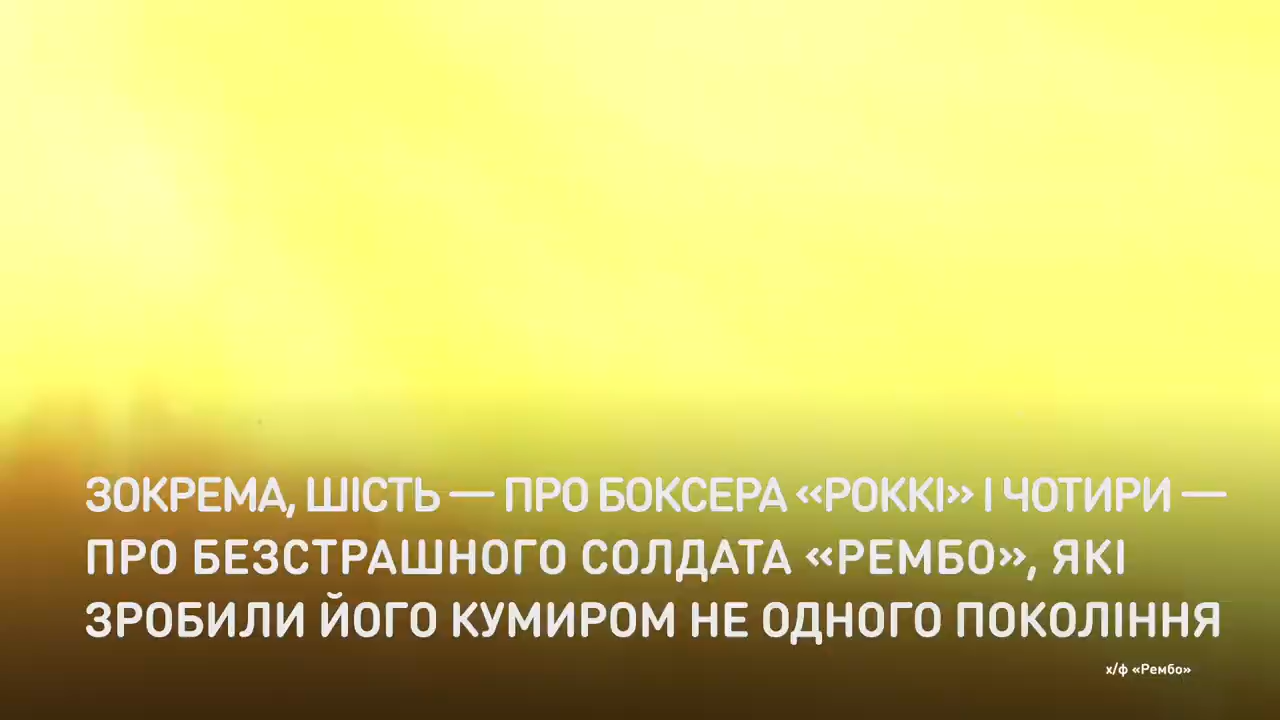 ЗОКРЕМА, ШІСТЬ — ПРО БОКСЕРА «РОККІ» І ЧОТИРИ —
ПРО БЕЗСТРАШНОГО СОЛДАТА «РЕМБО», ЯКІ
ЗРОБИЛИ ЙОГО КУМИРОМ НЕ ОДНОГО ПОКОЛІННЯ
х/ф «Рембо»